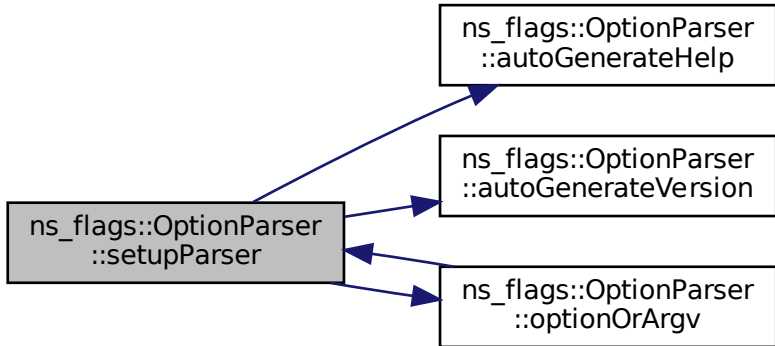 ns_flags::OptionParser
::autoGenerateHelp
ns_flags::OptionParser
::autoGenerateVersion
ns_flags::OptionParser
::setupParser
ns_flags::OptionParser
::optionOrArgv